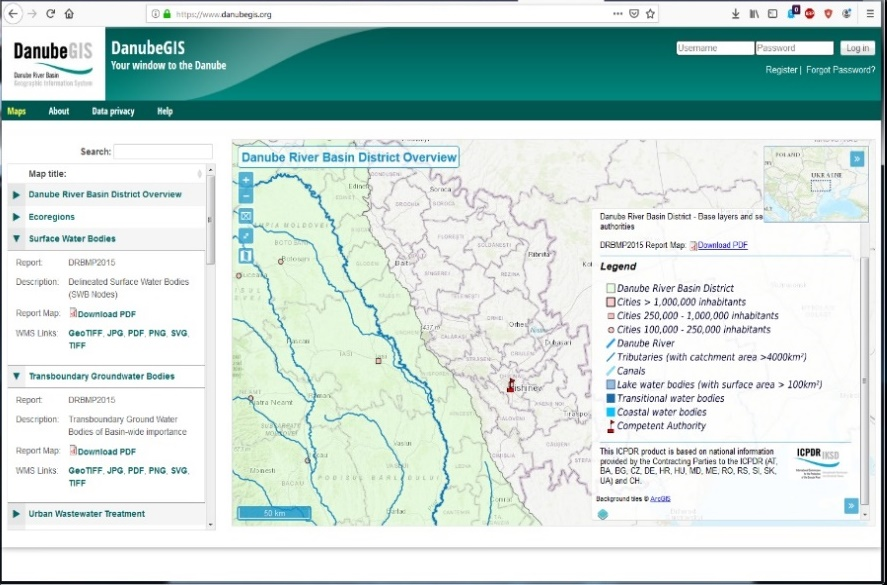 https://www.danubegis.org
DanubeGIS
Danube River Basin
Geographic Information System
DanubeGIS
Your window to the Danube
Username
Password
Log in
Register | Forgot Password?
Maps
About
Data privacy
Help
Search:
Map title:
Danube River Basin District Overview
Ecoregions
Surface Water Bodies
Report: DRBMP2015
Description: Delineated Surface Water Bodies
(SWB Nodes)
Report Map: Download PDF
WMS Links: GeoTIFF, JPG, PDF, PNG, SVG,
TIFF
Transboundary Groundwater Bodies
Report: DRBMP2015
Description: Transboundary Ground Water
Bodies of Basin-wide importance
Report Map: Download PDF
WMS Links: GeoTIFF, JPG, PDF, PNG, SVG,
TIFF
Urban Wastewater Treatment
Danube River Basin District Overview
Edineț
Soroca
Botoșani
Suceava
Orhei
Dubasari
Iasi
Piatra Neamt
50 km
POLAND
UKRAINE
Danube River Basin District - Base layers and se
authorities
DRBMP2015 Report Map: Download PDF
Legend
Danube River Basin District
Cities > 1,000,000 inhabitants
Cities 250,000 - 1,000,000 inhabitants
Cities 100,000 - 250,000 inhabitants
Danube River
Tributaries (with catchment area >4000km²)
Canals
Lake water bodies (with surface area > 100km²)
Transitional water bodies
Coastal water bodies
Competent Authority
This ICPDR product is based on national information
provided by the Contracting Parties to the ICPDR (AT,
BA, BG, CZ, DE, HR, HU, MD, ME, RO, RS, SI, SK,
UA) and CH.
ICPDR IKSD
Background tiles © ArcGIS